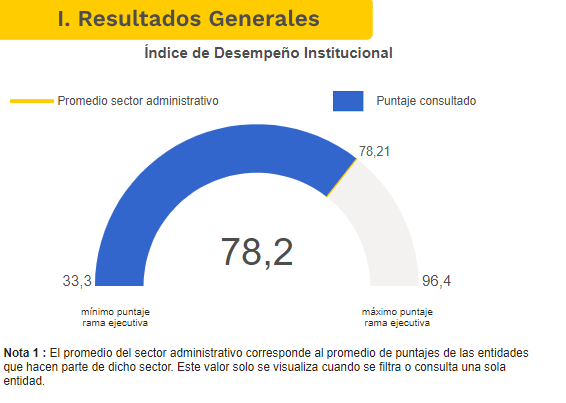 I. Resultados Generales
Índice de Desempeño Institucional
Promedio sector administrativo
Puntaje consultado
78,21
78,2
33,3
96,4
mínimo puntaje
rama ejecutiva
máximo puntaje
rama ejecutiva
Nota 1 : El promedio del sector administrativo corresponde al promedio de puntajes de las entidades
que hacen parte de dicho sector. Este valor solo se visualiza cuando se filtra o consulta una sola
entidad.